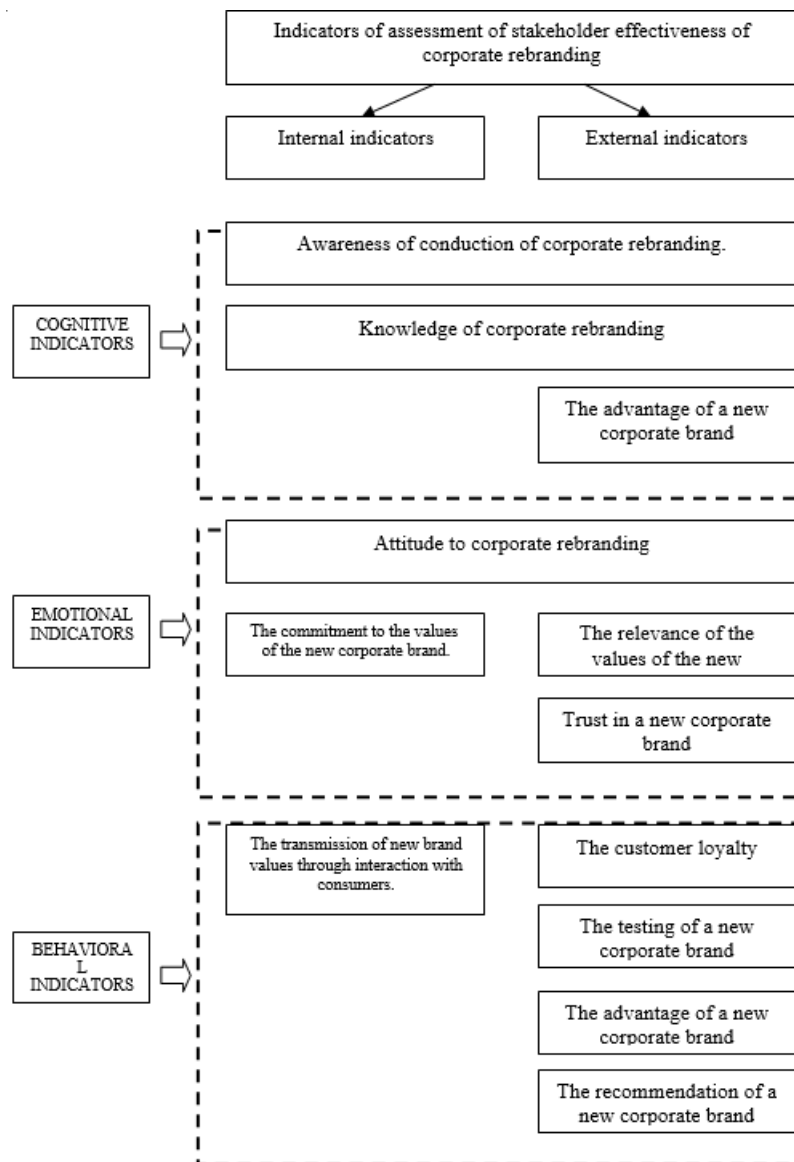 Indicators of assessment of stakeholder effectiveness of
corporate rebranding
Internal indicators
External indicators
Awareness of conduction of corporate rebranding.
COGNITIVE
INDICATORS
Knowledge of corporate rebranding
The advantage of a new
corporate brand
Attitude to corporate rebranding
EMOTIONAL
INDICATORS
The commitment to the values
of the new corporate brand.
The relevance of the
values of the new
Trust in a new corporate
brand
The transmission of new brand
values through interaction with
consumers.
The customer loyalty
The testing of a new
corporate brand
BEHAVIORA
L
INDICATORS
The advantage of a new
corporate brand
The recommendation of a
new corporate brand